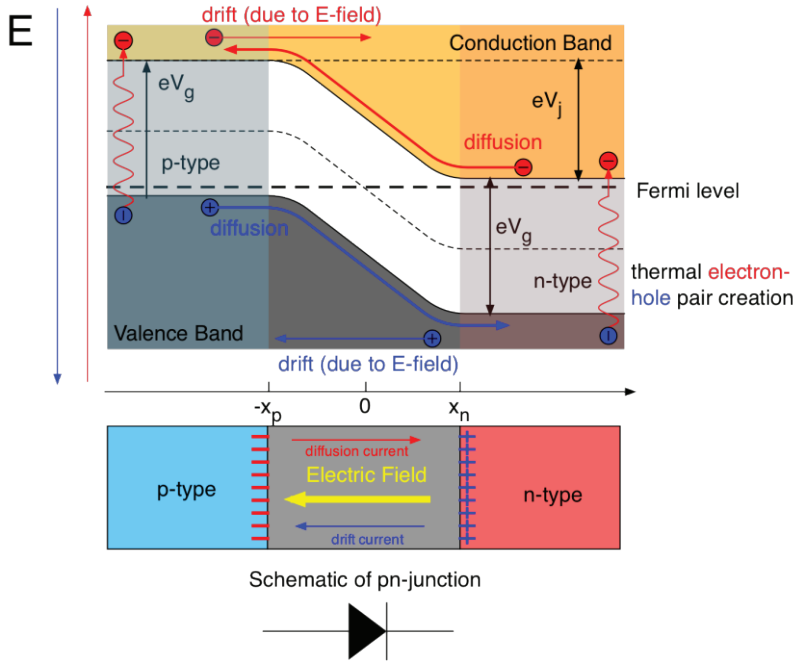 E
drift (due to E-field)
Conduction Band
eVg
eVj
p-type
diffusion
Fermi level
diffusion
eVg
n-type
thermal electron-
hole pair creation
Valence Band
drift (due to E-field)
-xp 0 xn
diffusion current
Electric Field
p-type
n-type
drift current
Schematic of pn-junction